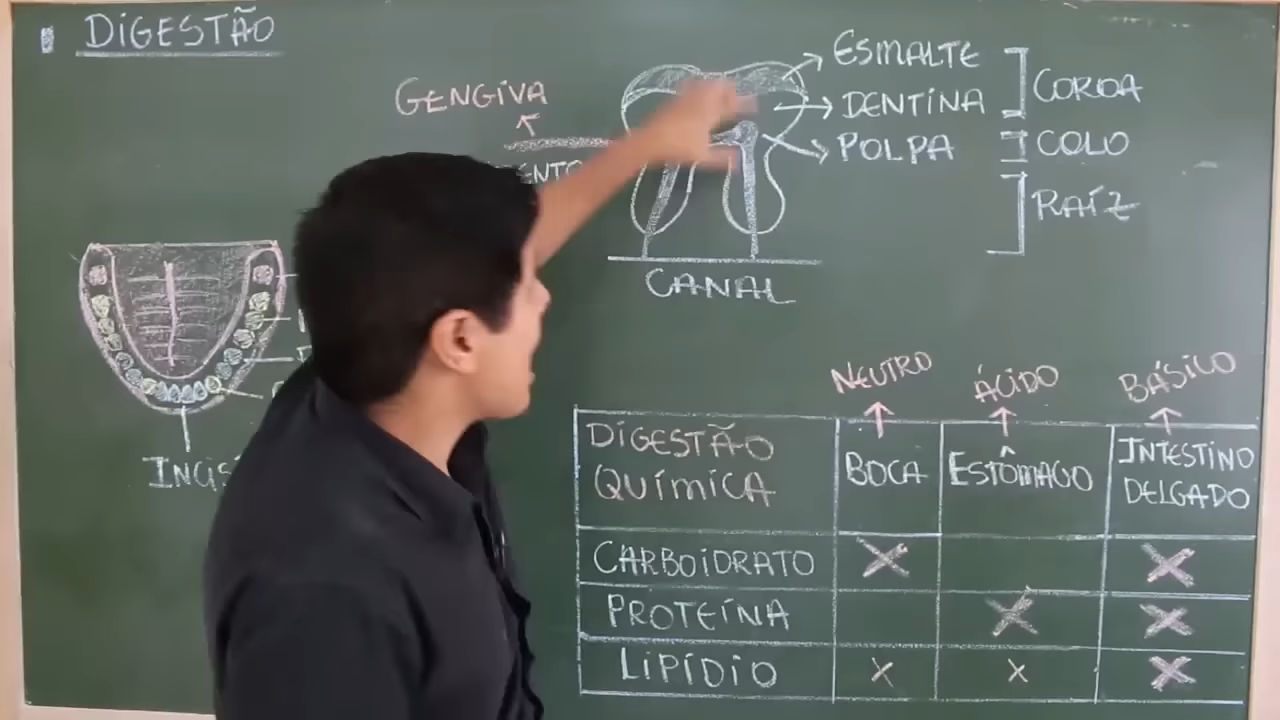 DIGESTÃO
GENGIVA
ESMALTE
DENTINA
POLPA
COROA
COLO
RAÍZ
CANAL
NEUTRO ÁCIDO BÁSICO
DIGESTÃO
QUÍMICA
BOCA
ESTÔMAGO
INTESTINO
DELGADO
CARBOIDRATO X X
PROTEÍNA X X
LIPÍDIO X X X